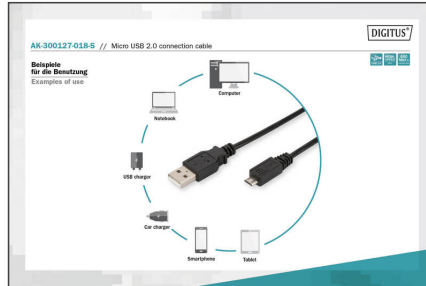 DIGITUS®
AK-300127-018-S // Micro USB 2.0 connection cable
Beispiele
für die Benutzung
Examples of use
Computer
Notebook
USB charger
Car charger
Smartphone
Tablet